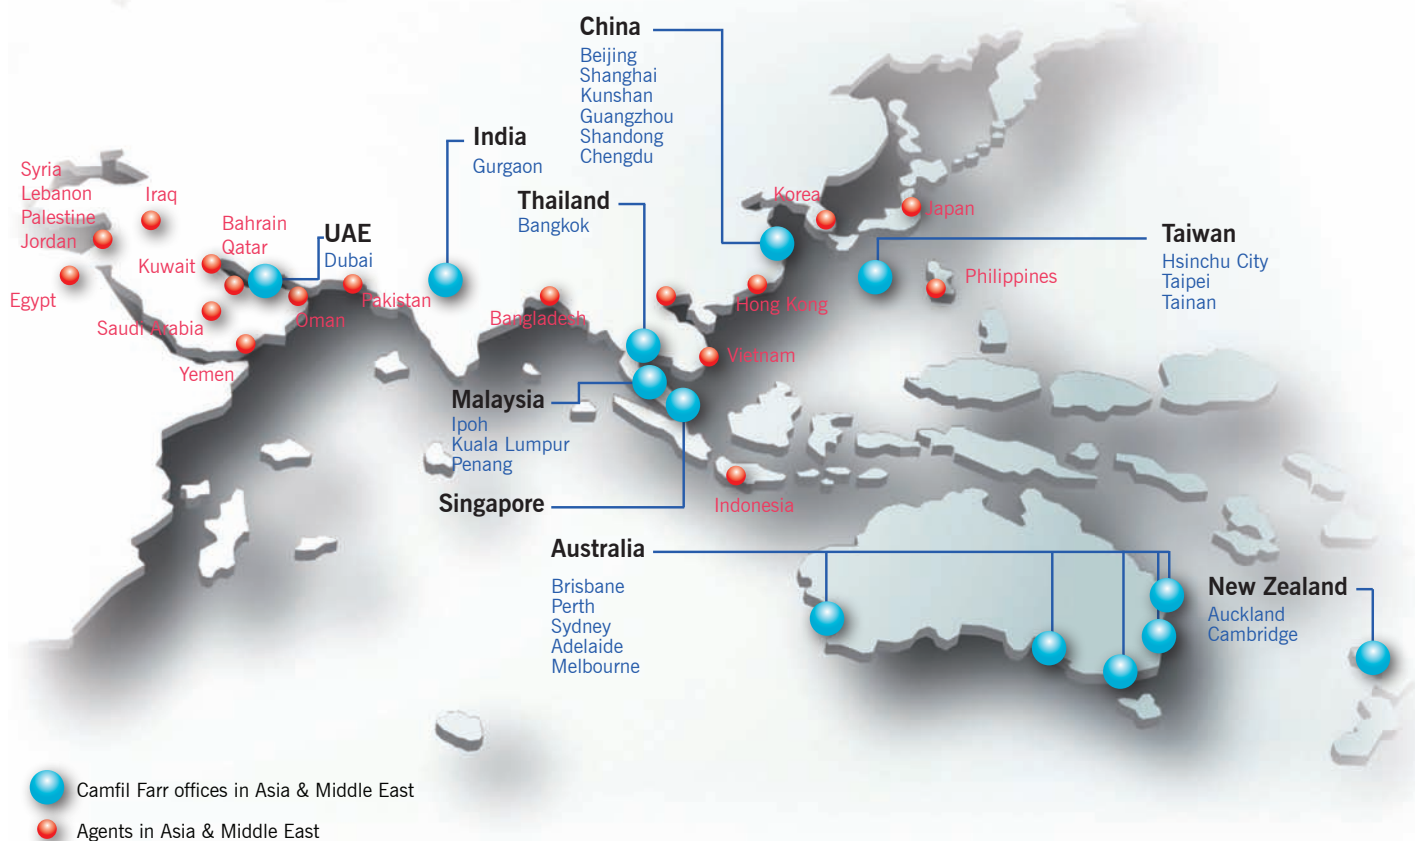 China
Beijing
Shanghai
Kunshan
Guangzhou
Shandong
Chengdu
India
Gurgaon
Thailand
Bangkok
Syria
Lebanon
Palestine
Jordan
Iraq
Bahrain
Qatar
Kuwait
UAE
Dubai
Egypt
Saudi Arabia
Yemen
Oman
Pakistan
Bangladesh
Korea
Japan
Hong Kong
Vietnam
Taiwan
Hsinchu City
Taipei
Tainan
Philippines
Malaysia
Ipoh
Kuala Lumpur
Penang
Singapore
Indonesia
Australia
Brisbane
Perth
Sydney
Adelaide
Melbourne
New Zealand
Auckland
Cambridge
Camfil Farr offices in Asia & Middle East
Agents in Asia & Middle East